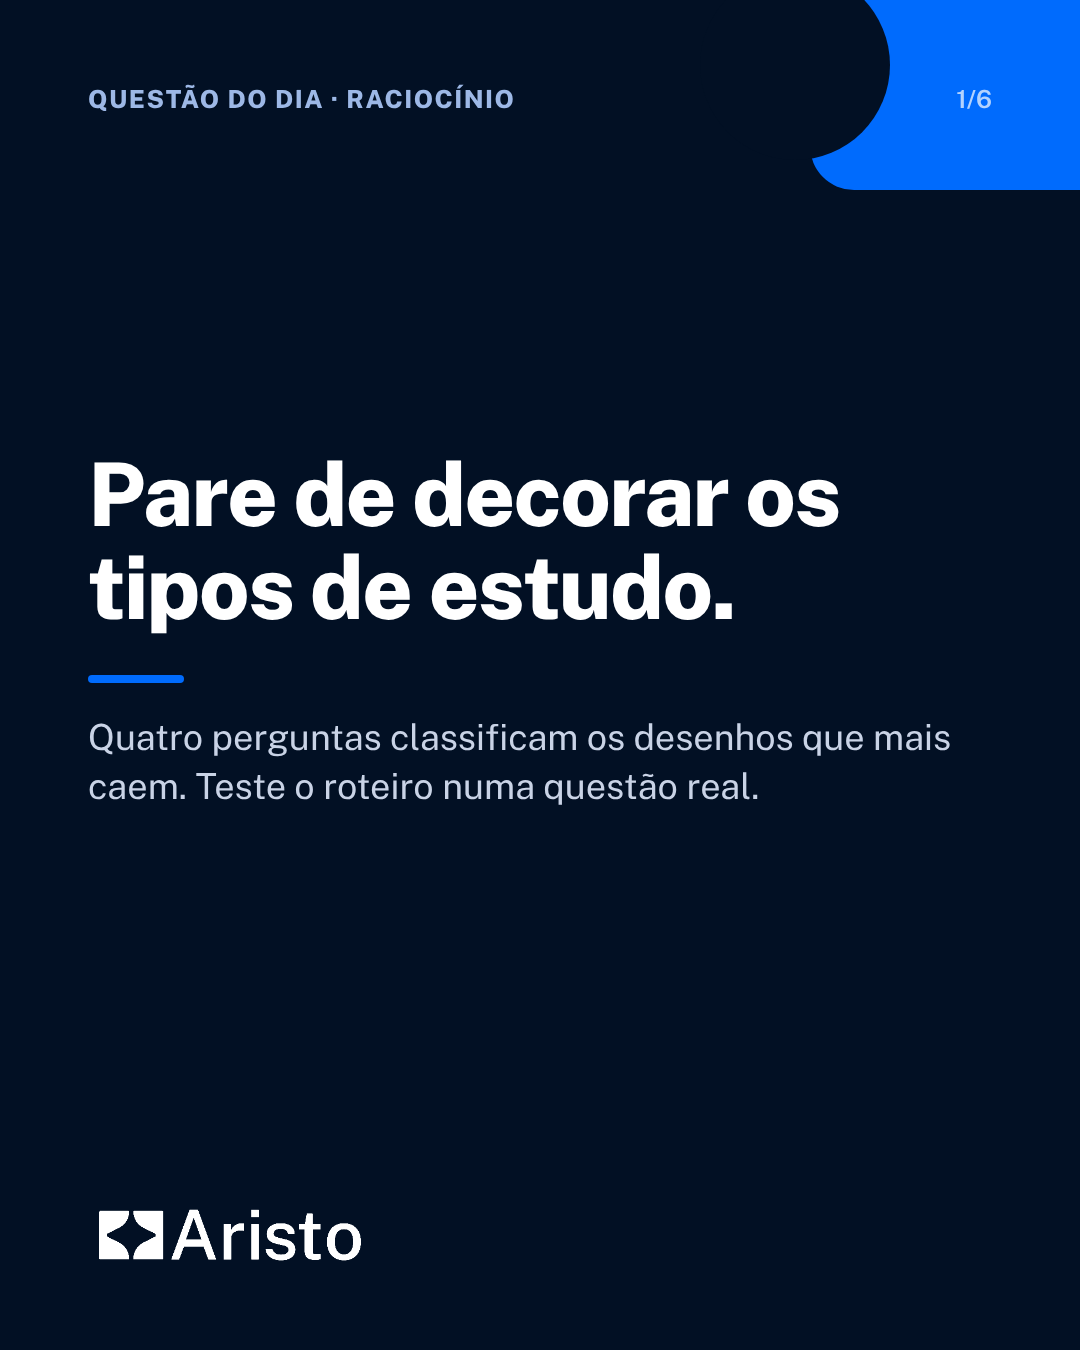 QUESTÃO DO DIA · RACIOCÍNIO
1/6
Pare de decorar os
tipos de estudo.
Quatro perguntas classificam os desenhos que mais
caem. Teste o roteiro numa questão real.
Aristo